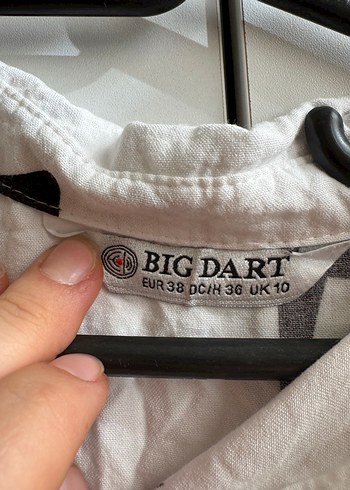 BIG DART
EUR 38 DC/H 36 UK 10